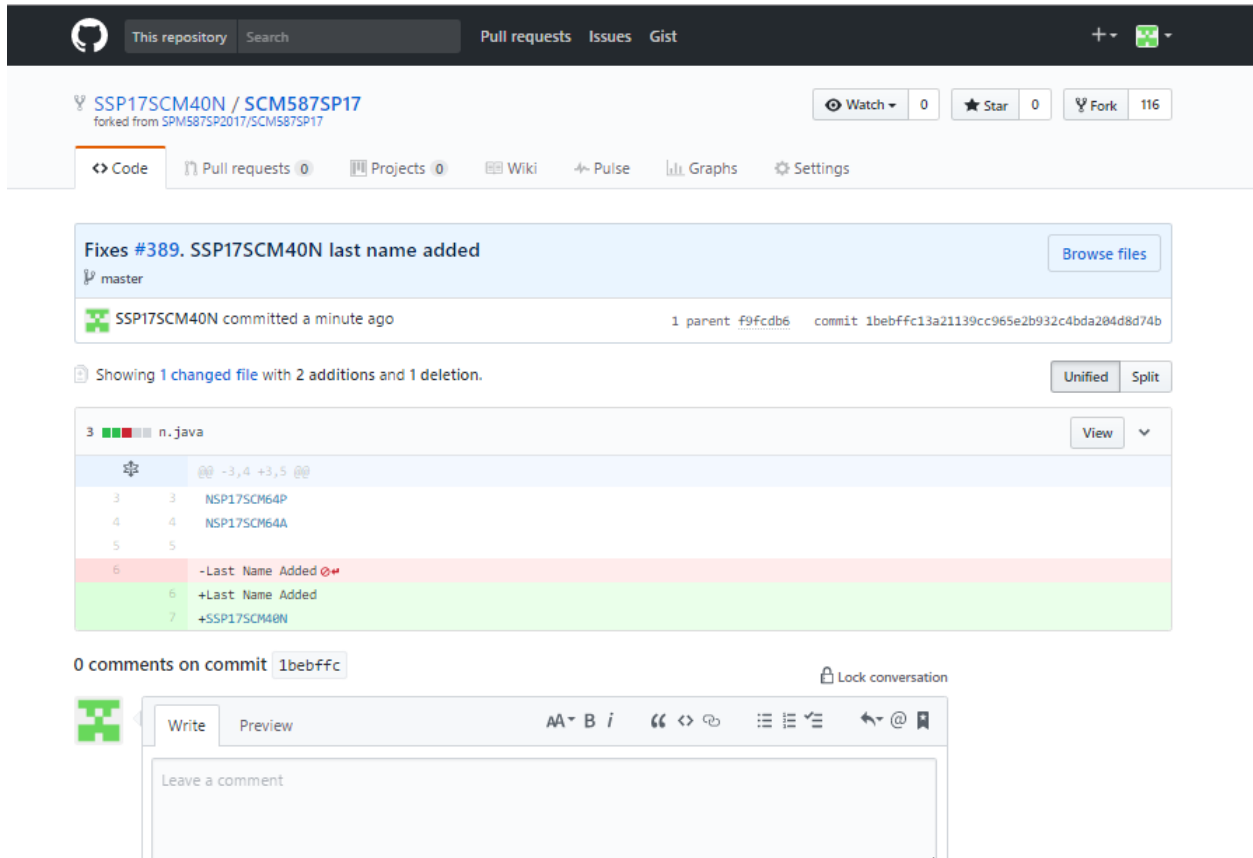 This repository Search Pull requests Issues Gist
SSP17SCM40N / SCM587SP17
forked from SPM587SP2017/SCM587SP17
Watch 0 Star 0 Fork 116
Code Pull requests 0 Projects 0 Wiki Pulse Graphs Settings
Fixes #389. SSP17SCM40N last name added
master
Browse files
SSP17SCM40N committed a minute ago 1 parent f9fcdb6 commit 1bebffc13a21139cc965e2b932c4bda204d8d74b
Showing 1 changed file with 2 additions and 1 deletion. Unified Split
3 n.java View
@@ -3,4 +3,5 @@
3 3 NSP17SCM64P
4 4 NSP17SCM64A
5 5
6 -Last Name Added
6 +Last Name Added
7 +SSP17SCM40N
0 comments on commit 1bebffc
Lock conversation
Write Preview AA B i
Leave a comment